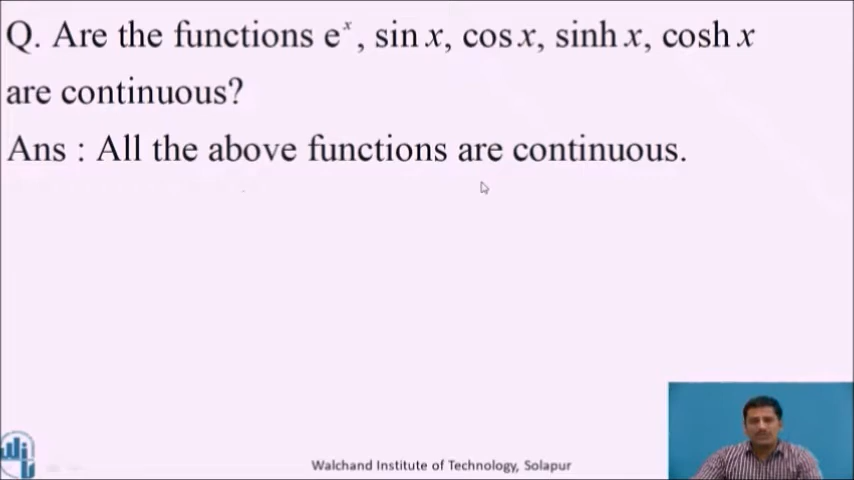 Q. Are the functions eˣ, sin x, cos x, sinh x, cosh x
are continuous?
Ans : All the above functions are continuous.
Walchand Institute of Technology, Solapur